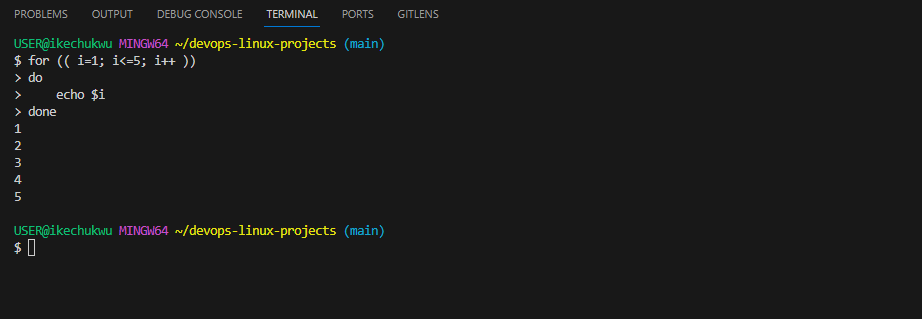 PROBLEMS OUTPUT DEBUG CONSOLE TERMINAL PORTS GITLENS
USER@ikechukwu MINGW64 ~/devops-linux-projects (main)
$ for (( i=1; i<=5; i++ ))
> do
>     echo $i
> done
1
2
3
4
5
USER@ikechukwu MINGW64 ~/devops-linux-projects (main)
$